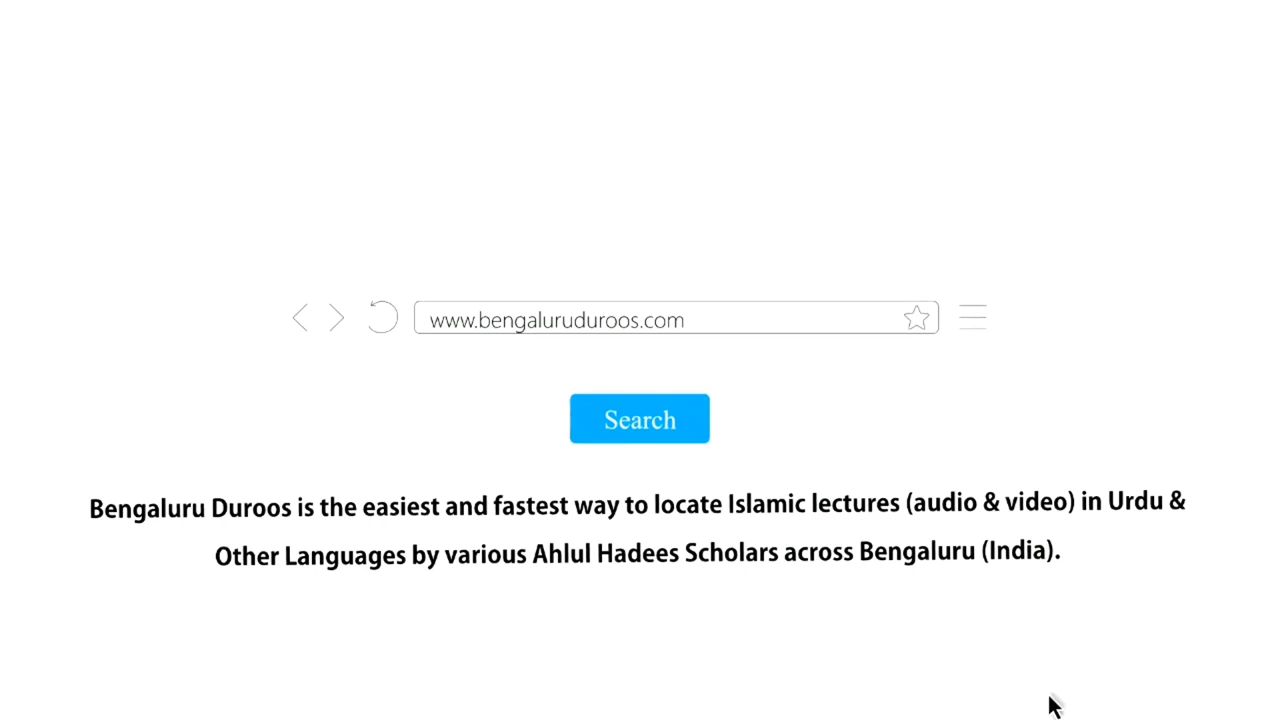 www.bengaluruduroos.com
Search
Bengaluru Duroos is the easiest and fastest way to locate Islamic lectures (audio & video) in Urdu &
Other Languages by various Ahlul Hadees Scholars across Bengaluru (India).